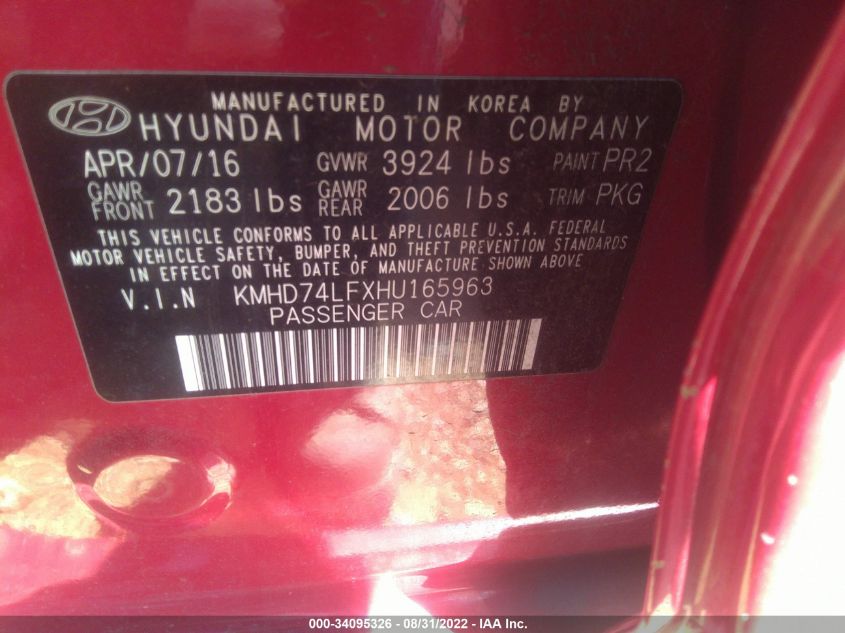 MANUFACTURED IN KOREA BY
HYUNDAI MOTOR COMPANY
APR/07/16 GVWR 3924 lbs PAINT PR2
GAWR FRONT 2183 lbs GAWR REAR 2006 lbs TRIM PKG
THIS VEHICLE CONFORMS TO ALL APPLICABLE U.S.A. FEDERAL
MOTOR VEHICLE SAFETY, BUMPER, AND THEFT PREVENTION STANDARDS
IN EFFECT ON THE DATE OF MANUFACTURE SHOWN ABOVE
V.I.N KMHD74LFXHU165963
PASSENGER CAR
000-34095326 - 08/31/2022 - IAA Inc.